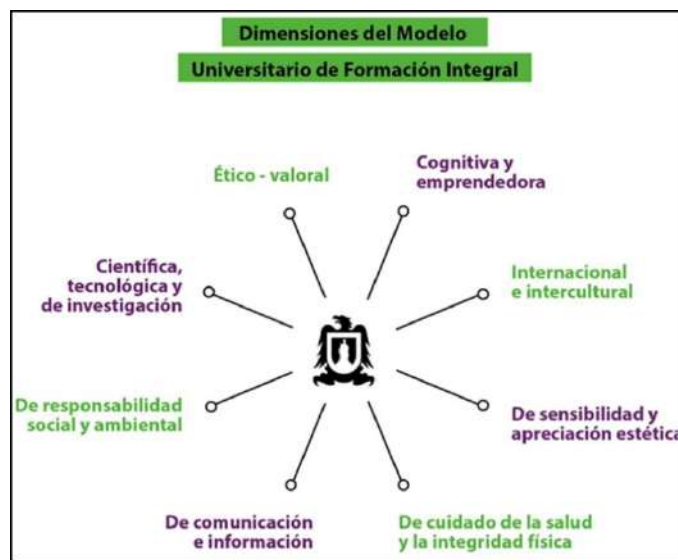 Dimensiones del Modelo
Universitario de Formación Integral
Ético - valoral
Cognitiva y
emprendedora
Científica,
tecnológica y
de investigación
Internacional
e intercultural
De responsabilidad
social y ambiental
De sensibilidad y
apreciación estética
De comunicación
e información
De cuidado de la salud
y la integridad física